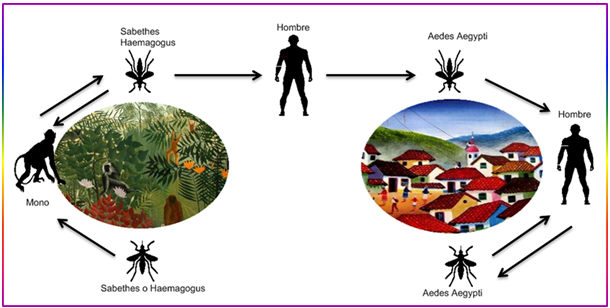 Sabethes
Haemagogus
Hombre
Aedes Aegypti
Hombre
Mono
Sabethes o Haemagogus
Aedes Aegypti